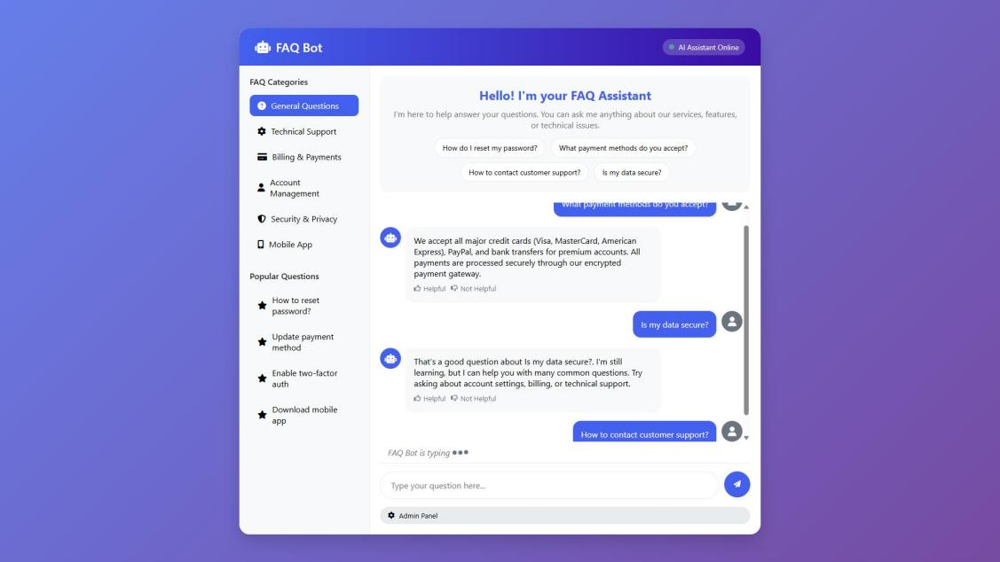 FAQ Bot
AI Assistant Online
FAQ Categories
General Questions
Technical Support
Billing & Payments
Account
Management
Security & Privacy
Mobile App
Popular Questions
How to reset
password?
Update payment
method
Enable two-factor
auth
Download mobile
app
Hello! I'm your FAQ Assistant
I'm here to help answer your questions. You can ask me anything about our services, features,
or technical issues.
How do I reset my password?
What payment methods do you accept?
How to contact customer support?
Is my data secure?
What payment methods do you accept?
We accept all major credit cards (Visa, MasterCard, American
Express), PayPal, and bank transfers for premium accounts. All
payments are processed securely through our encrypted
payment gateway.
Helpful Not Helpful
Is my data secure?
That's a good question about Is my data secure?. I'm still
learning, but I can help you with many common questions. Try
asking about account settings, billing, or technical support.
Helpful Not Helpful
How to contact customer support?
FAQ Bot is typing
Type your question here...
Admin Panel